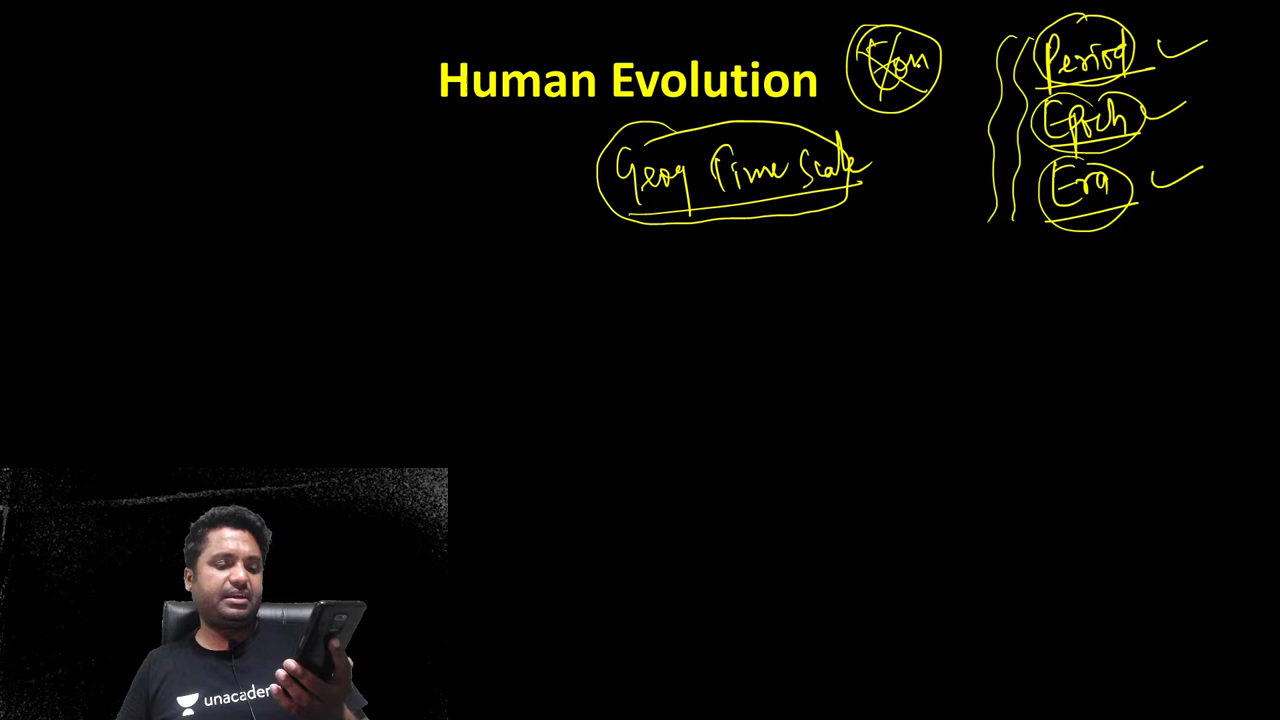 Human Evolution
Geog Time Scale
Eon
Period
Epoch
Era
unacadem